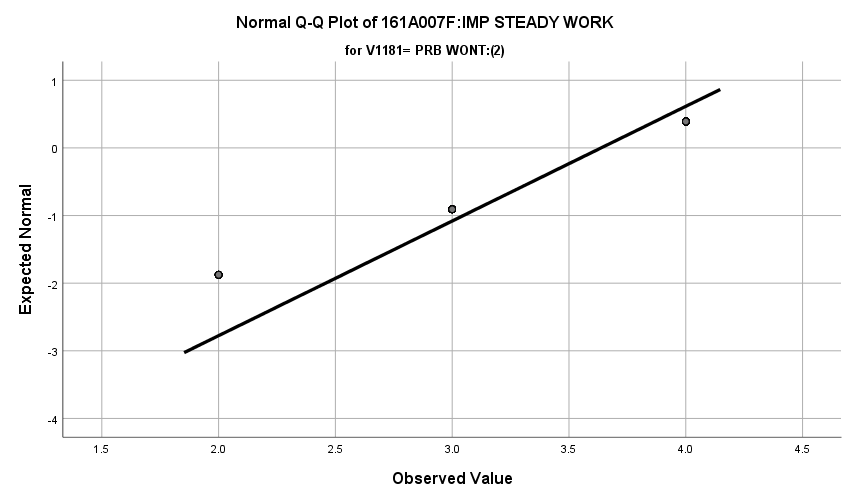 Normal Q-Q Plot of 161A007F:IMP STEADY WORK
for V1181= PRB WONT:(2)
1
0
-1
-2
-3
-4
Expected Normal
1.5 2.0 2.5 3.0 3.5 4.0 4.5
Observed Value